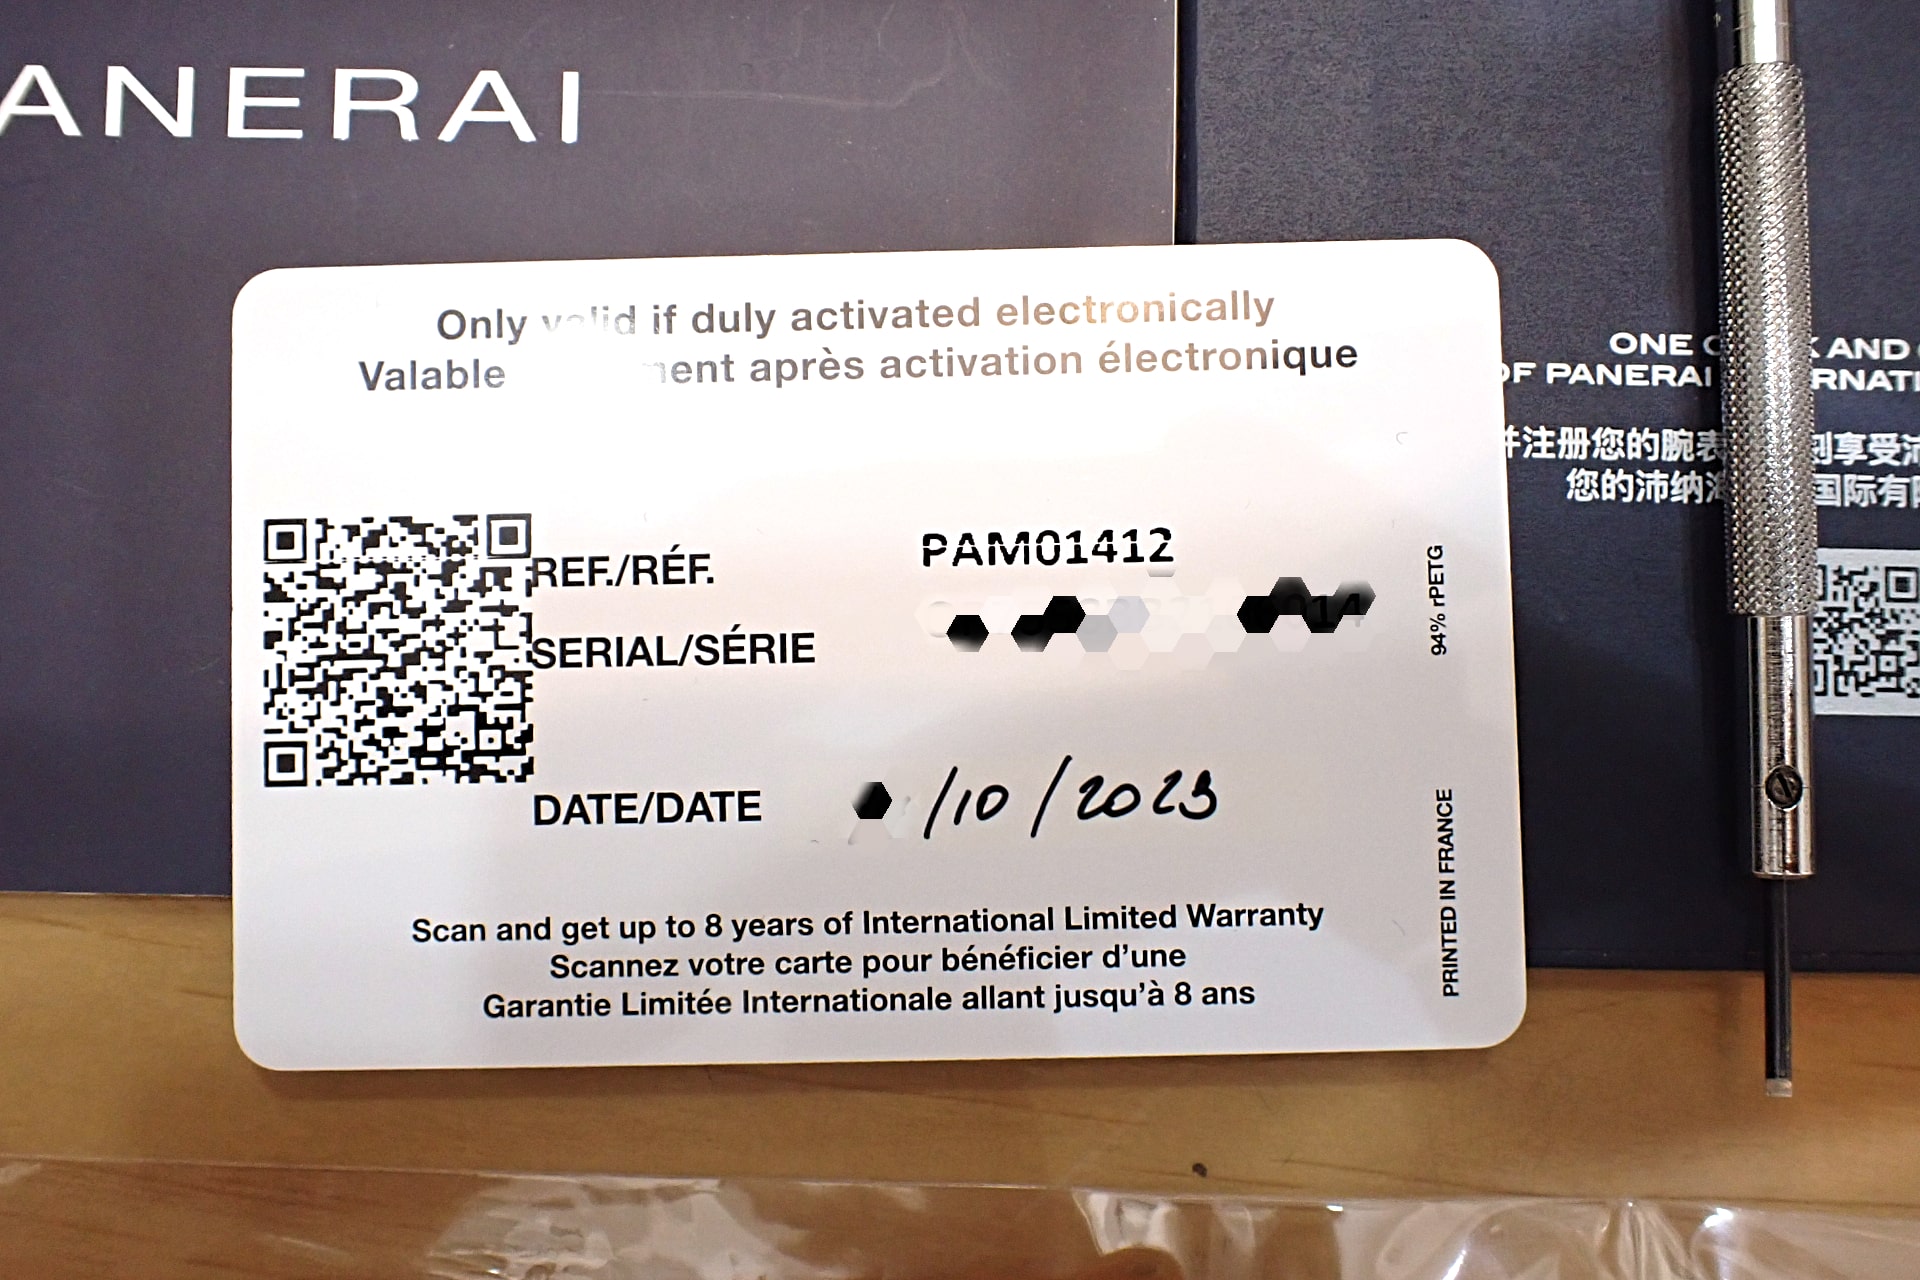 ANERAI
Only valid if duly activated electronically
Valable après activation électronique
REF./RÉF. PAM01412
SERIAL/SÉRIE
DATE/DATE /10/2023
Scan and get up to 8 years of International Limited Warranty
Scannez votre carte pour bénéficier d'une
Garantie Limitée Internationale allant jusqu'à 8 ans
94% rPETG
PRINTED IN FRANCE
ONE AND
OF PANERAI
注册您的腕表 享受
您的沛纳 国际有